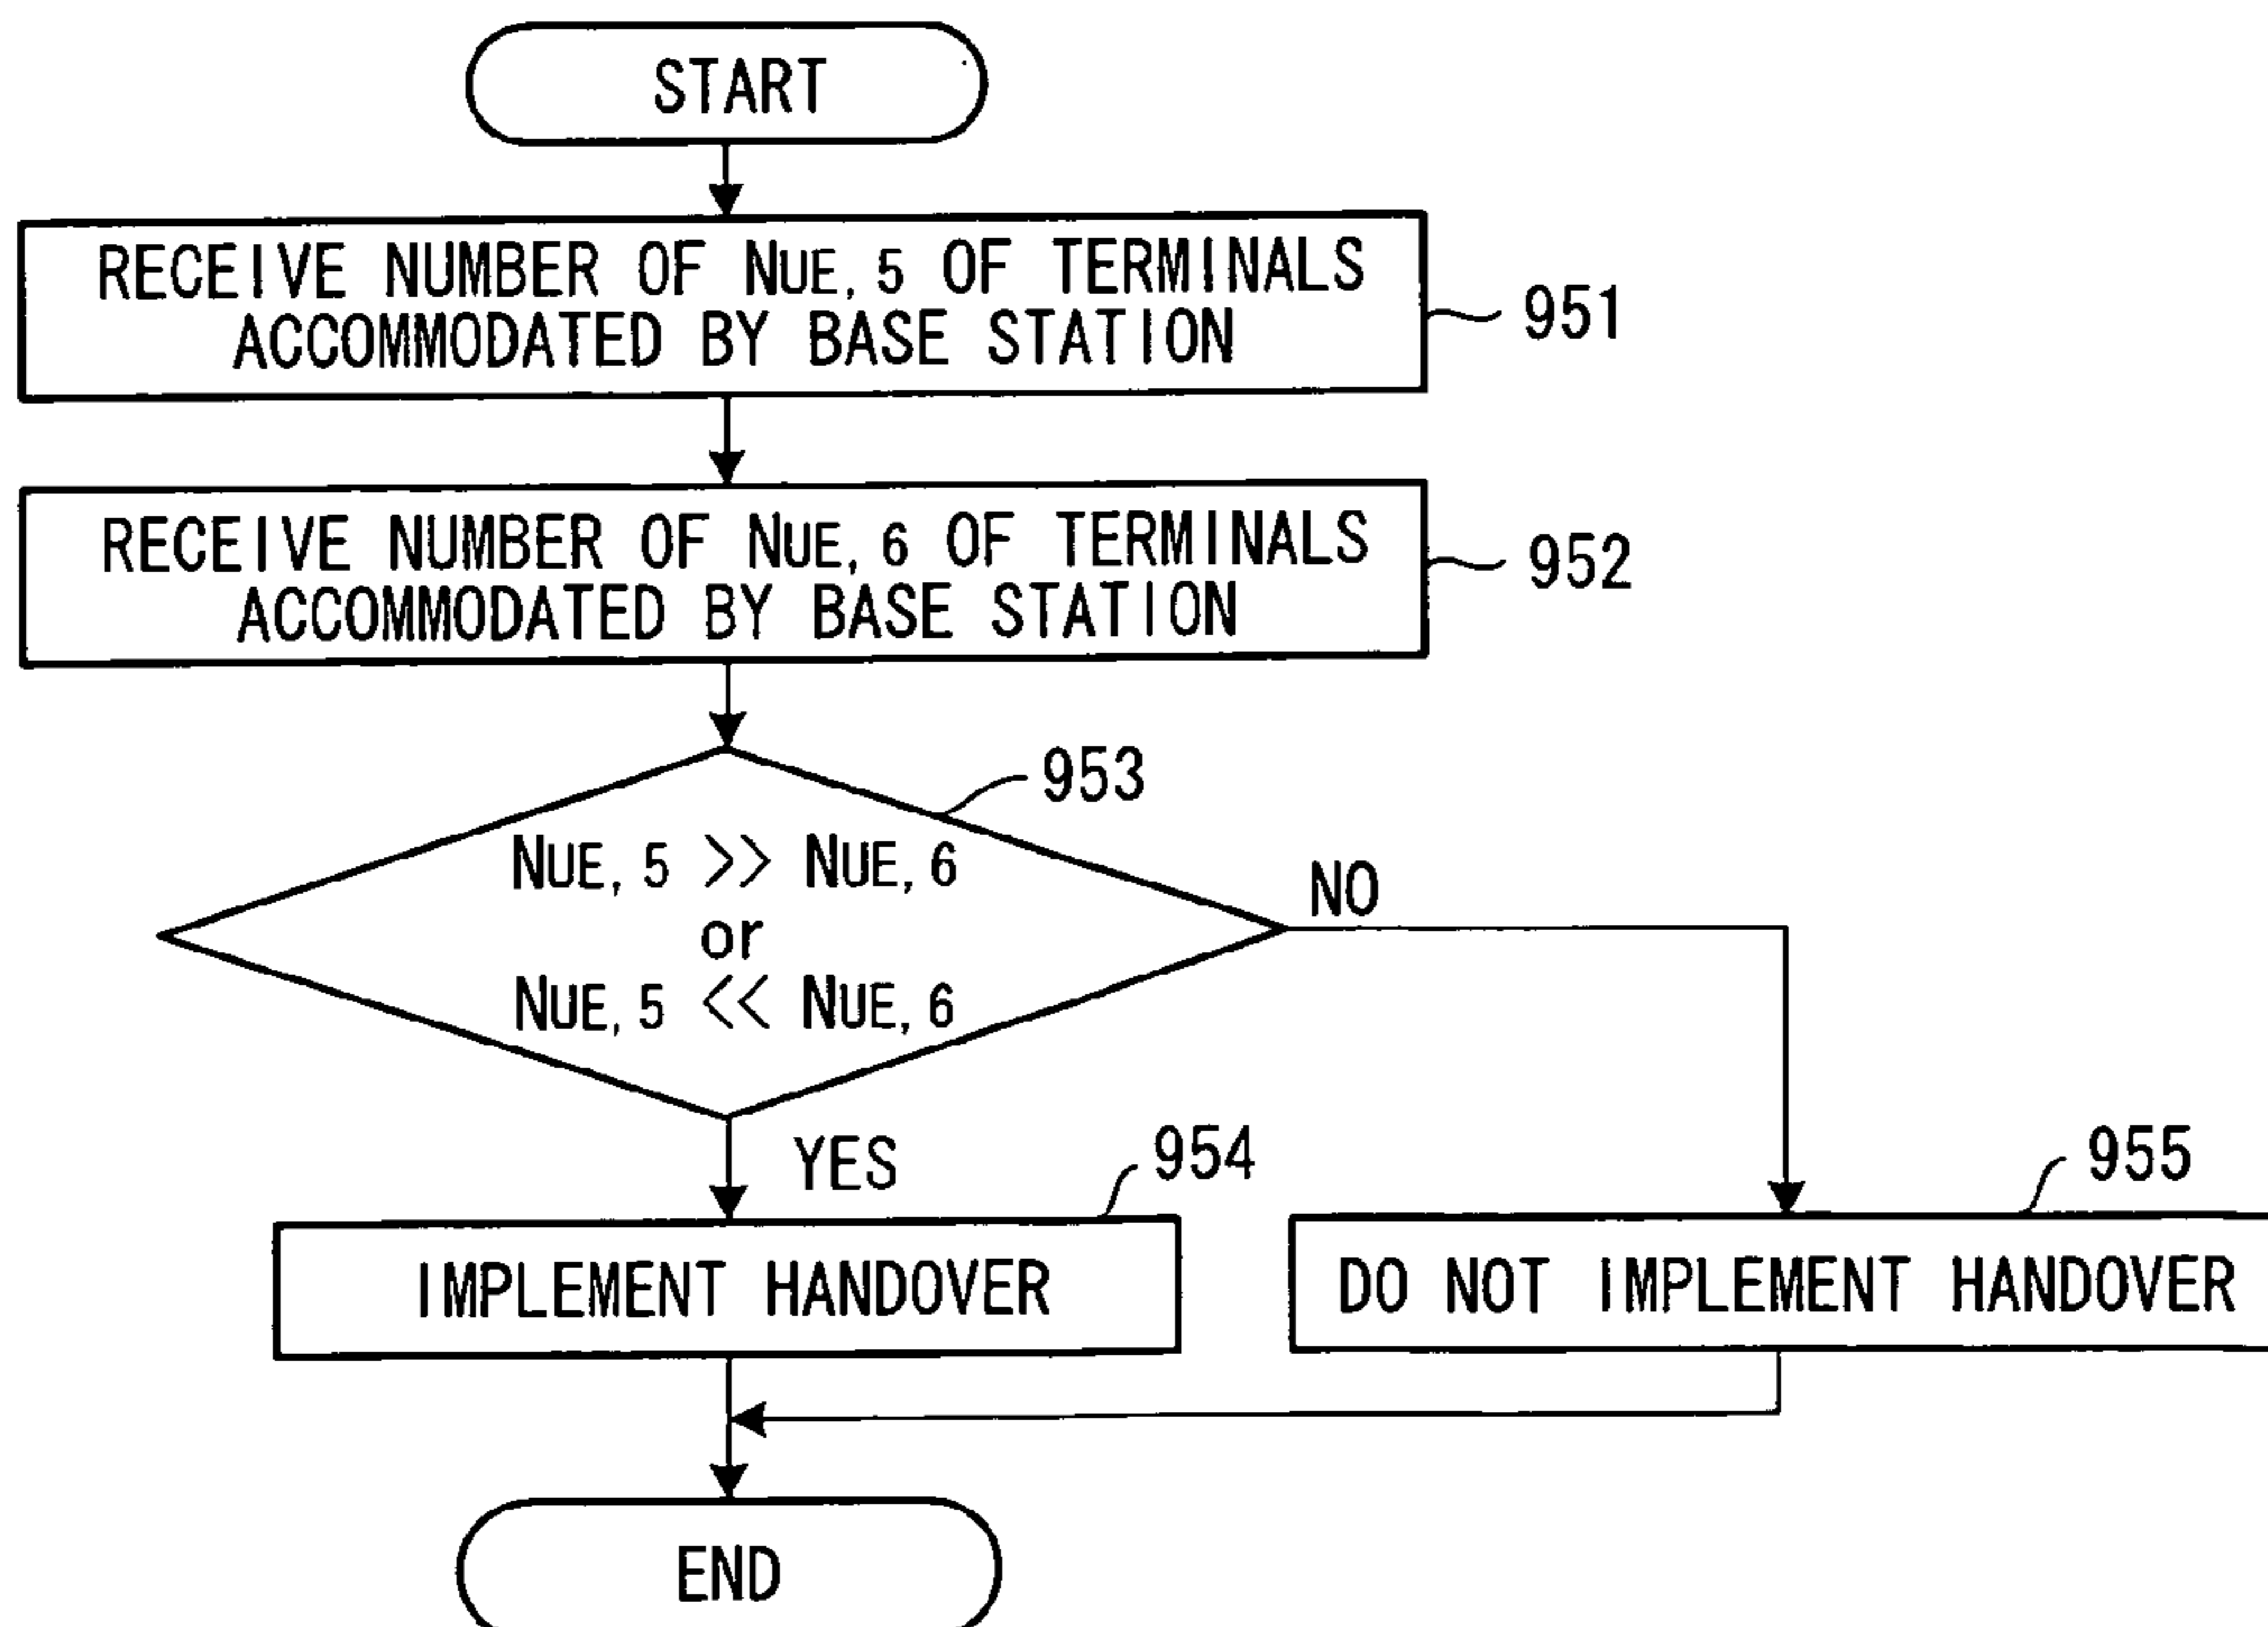 START
RECEIVE NUMBER OF NUE, 5 OF TERMINALS
ACCOMMODATED BY BASE STATION
951
RECEIVE NUMBER OF NUE, 6 OF TERMINALS
ACCOMMODATED BY BASE STATION
952
953
NUE, 5 >> NUE, 6
or
NUE, 5 << NUE, 6
NO
YES
954
955
IMPLEMENT HANDOVER
DO NOT IMPLEMENT HANDOVER
END